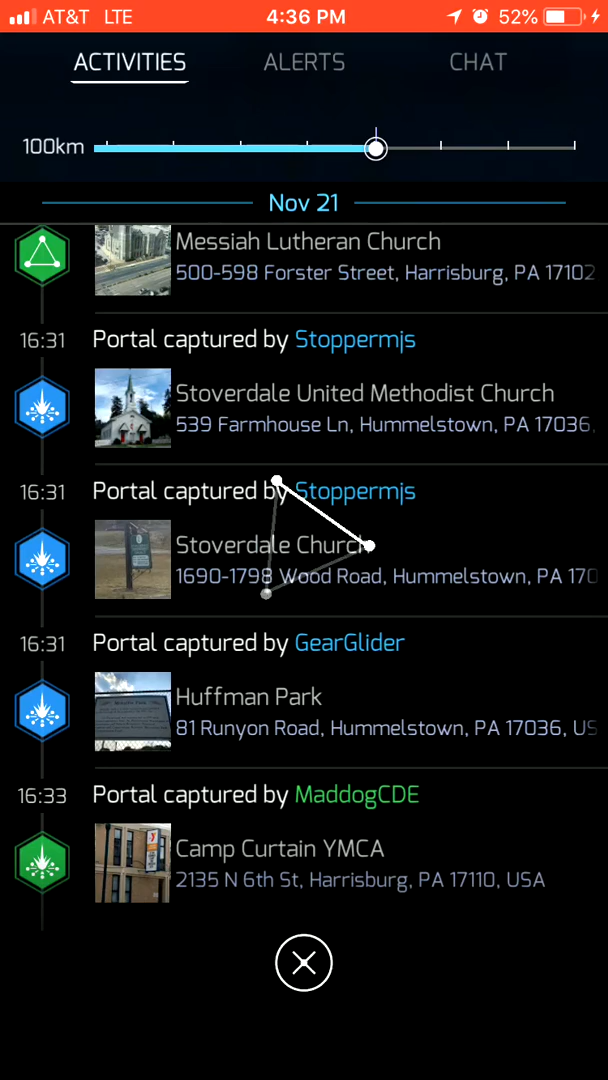 AT&T LTE 4:36 PM 52%
ACTIVITIES ALERTS CHAT
100km
Nov 21
Messiah Lutheran Church
500-598 Forster Street, Harrisburg, PA 17102
16:31 Portal captured by Stoppermjs
Stoverdale United Methodist Church
539 Farmhouse Ln, Hummelstown, PA 17036,
16:31 Portal captured by Stoppermjs
Stoverdale Church
1690-1798 Wood Road, Hummelstown, PA 170
16:31 Portal captured by GearGlider
Huffman Park
81 Runyon Road, Hummelstown, PA 17036, US
16:33 Portal captured by MaddogCDE
Camp Curtain YMCA
2135 N 6th St, Harrisburg, PA 17110, USA